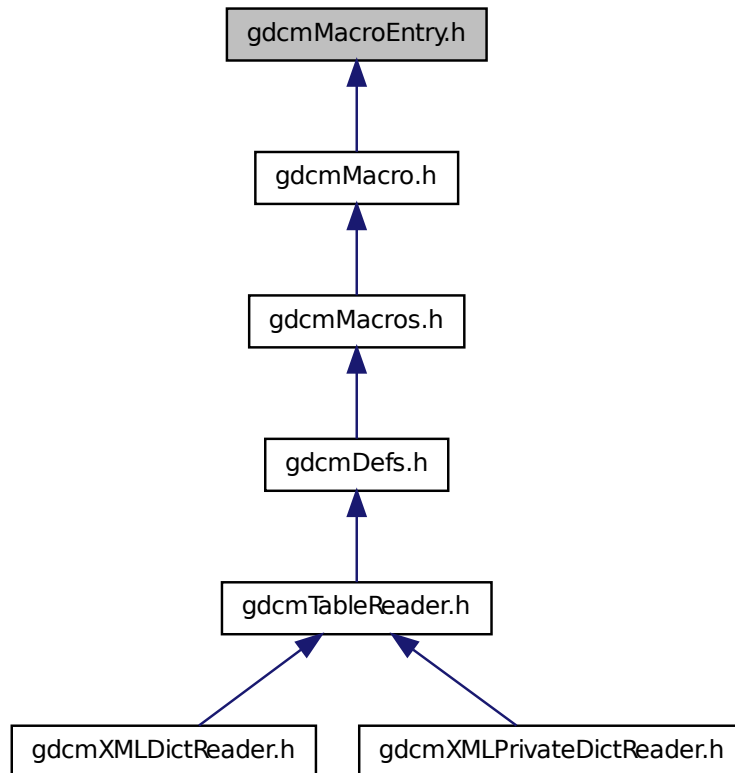 gdcmMacroEntry.h
gdcmMacro.h
gdcmMacros.h
gdcmDefs.h
gdcmTableReader.h
gdcmXMLDictReader.h
gdcmXMLPrivateDictReader.h